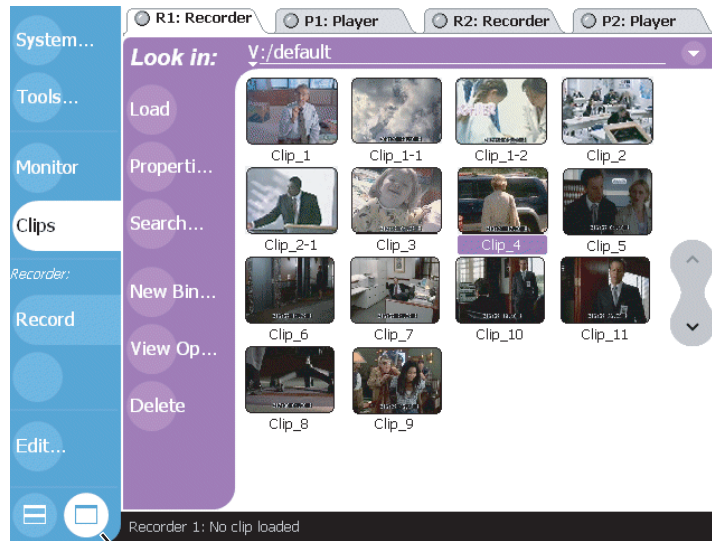 R1: Recorder
P1: Player
R2: Recorder
P2: Player
System...
Tools...
Monitor
Clips
Recorder:
Record
Edit...
Look in:
V:/default
Load
Properti...
Search...
New Bin...
View Op...
Delete
Clip_1
Clip_1-1
Clip_1-2
Clip_2
Clip_2-1
Clip_3
Clip_4
Clip_5
Clip_6
Clip_7
Clip_10
Clip_11
Clip_8
Clip_9
Recorder 1: No clip loaded